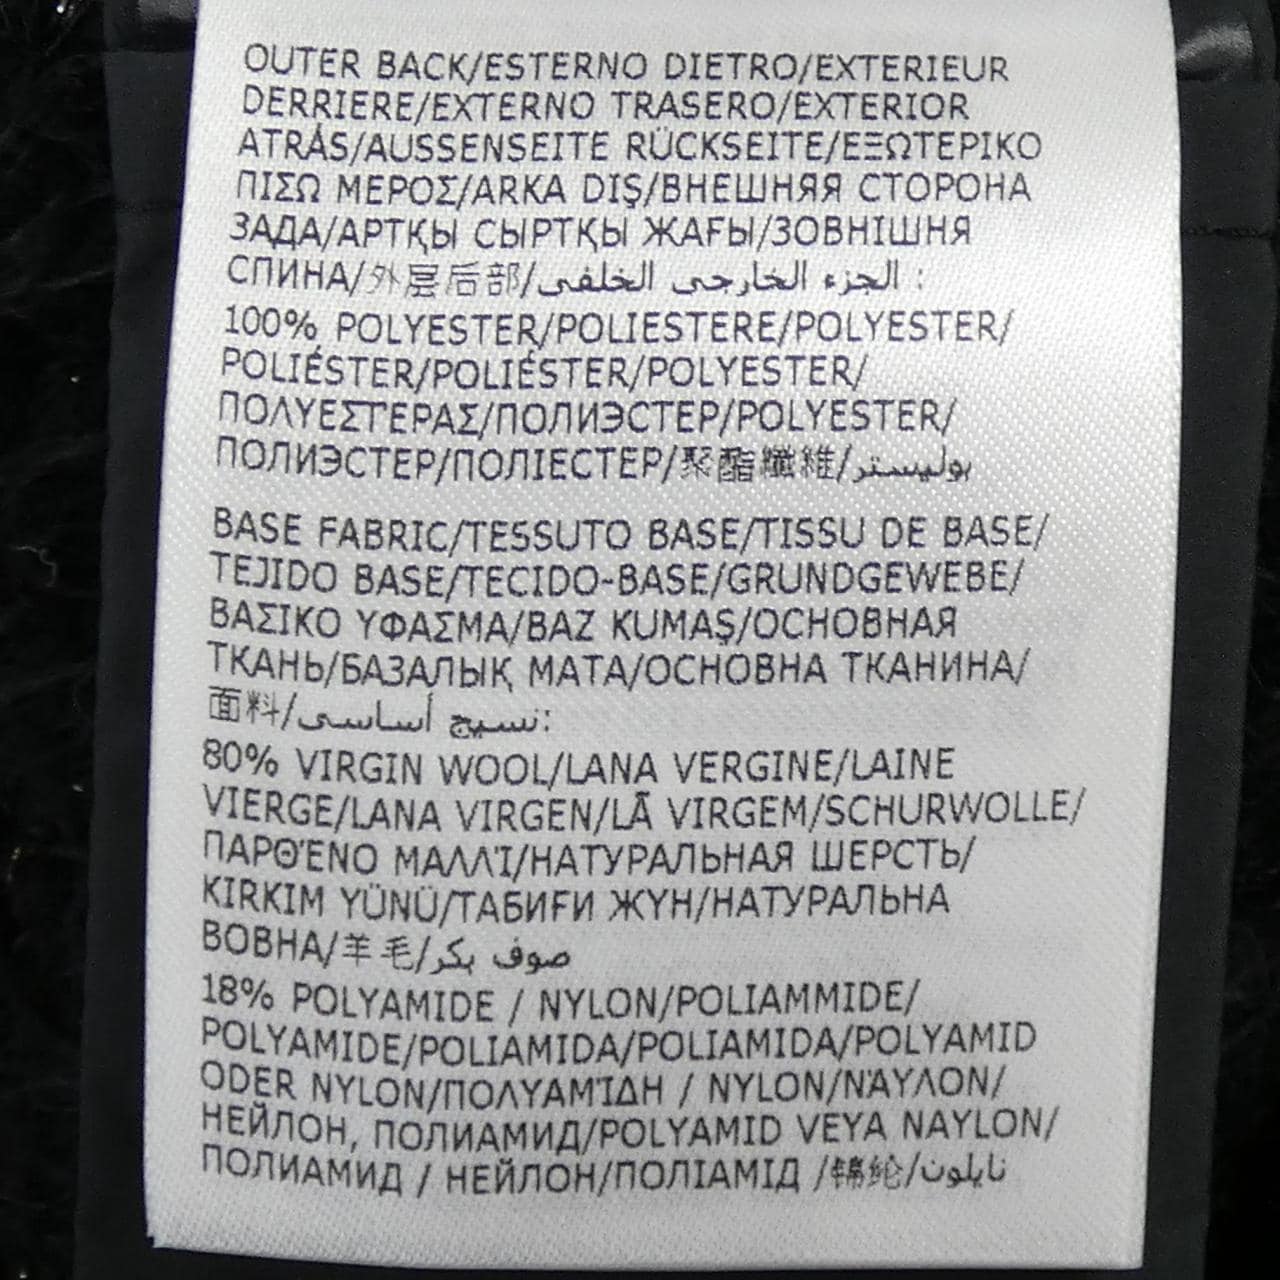 OUTER BACK/ESTERNO DIETRO/EXTERIEUR
DERRIERE/EXTERNO TRASERO/EXTERIOR
ATRÁS/AUSSENSEITE RÜCKSEITE/ΕΞΩΤΕΡΙΚΟ
ΠΙΣΩ ΜΕΡΟΣ/ARKA DIŞ/ВНЕШНЯЯ СТОРОНА
ЗАДА/АРТҚЫ СЫРТҚЫ ЖАҒЫ/ЗОВНІШНЯ
СПИНА/外层后部/الجزء الخارجي الخلفي :
100% POLYESTER/POLIESTERE/POLYESTER/
POLIÉSTER/POLIÉSTER/POLYESTER/
ΠΟΛΥΕΣΤΕΡΑΣ/ПОЛИЭСТЕР/POLYESTER/
ПОЛИЭСТЕР/ПОЛІЕСТЕР/聚酯纖維/بوليستر
BASE FABRIC/TESSUTO BASE/TISSU DE BASE/
TEJIDO BASE/TECIDO-BASE/GRUNDGEWEBE/
ΒΑΣΙΚΟ ΥΦΑΣΜΑ/BAZ KUMAŞ/ОСНОВНАЯ
ТКАНЬ/БАЗАЛЫҚ МАТА/ОСНОВНА ТКАНИНА/
面料/نسيج أساسي:
80% VIRGIN WOOL/LANA VERGINE/LAINE
VIERGE/LANA VIRGEN/LÃ VIRGEM/SCHURWOLLE/
ΠΑΡΘΈΝΟ ΜΑΛΛΊ/НАТУРАЛЬНАЯ ШЕРСТЬ/
KIRKIM YÜNÜ/ТАБИҒИ ЖҮН/НАТУРАЛЬНА
ВОВНА/羊毛/صوف بكر
18% POLYAMIDE / NYLON/POLIAMMIDE/
POLYAMIDE/POLIAMIDA/POLIAMIDA/POLYAMID
ODER NYLON/ΠΟΛΥΑΜΊΔΗ / NYLON/ΝΆΥΛΟΝ/
НЕЙЛОН, ПОЛИАМИД/POLYAMID VEYA NAYLON/
ПОЛИАМИД / НЕЙЛОН/ПОЛІАМІД /锦纶/نايلون